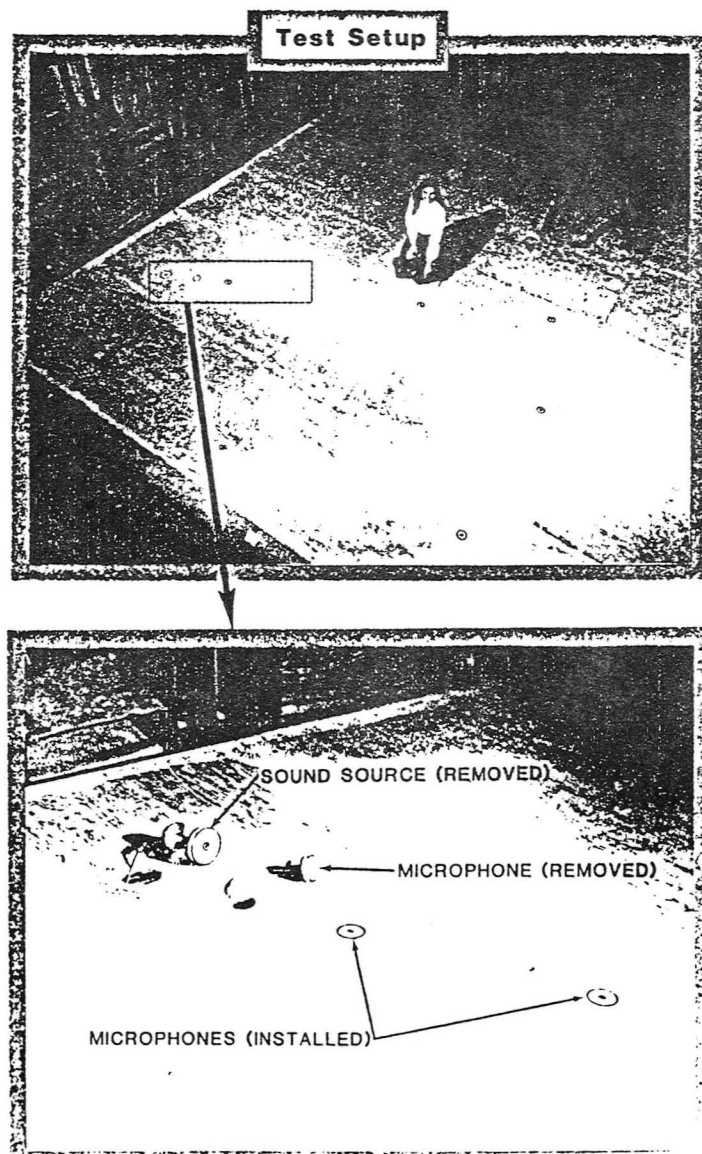 Test Setup
SOUND SOURCE (REMOVED)
MICROPHONE (REMOVED)
MICROPHONES (INSTALLED)